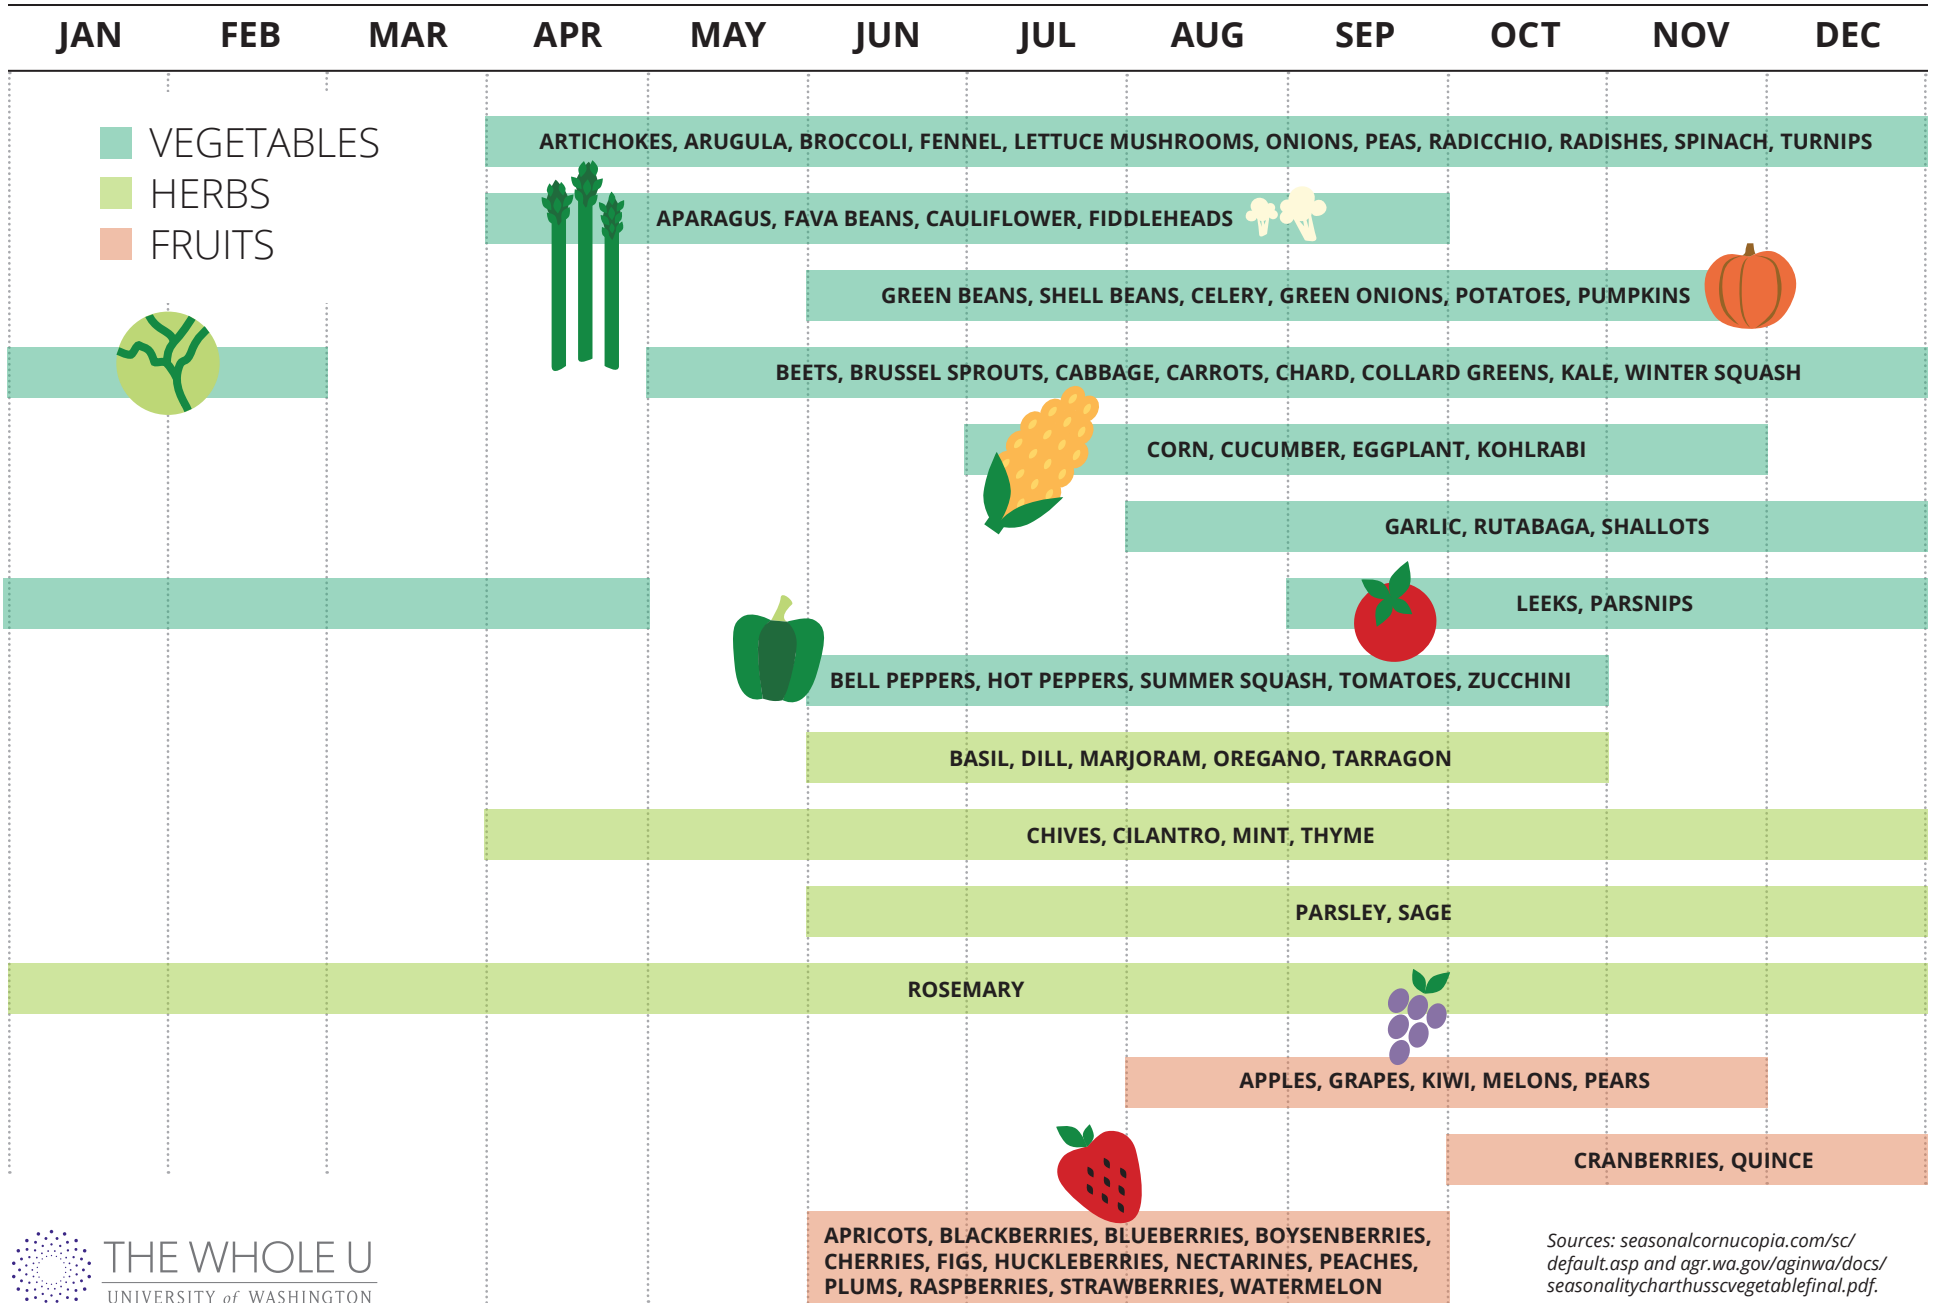 JAN FEB MAR APR MAY JUN JUL AUG SEP OCT NOV DEC
VEGETABLES
HERBS
FRUITS
ARTICHOKES, ARUGULA, BROCCOLI, FENNEL, LETTUCE MUSHROOMS, ONIONS, PEAS, RADICCHIO, RADISHES, SPINACH, TURNIPS
APARAGUS, FAVA BEANS, CAULIFLOWER, FIDDLEHEADS
GREEN BEANS, SHELL BEANS, CELERY, GREEN ONIONS, POTATOES, PUMPKINS
BEETS, BRUSSEL SPROUTS, CABBAGE, CARROTS, CHARD, COLLARD GREENS, KALE, WINTER SQUASH
CORN, CUCUMBER, EGGPLANT, KOHLRABI
GARLIC, RUTABAGA, SHALLOTS
LEEKS, PARSNIPS
BELL PEPPERS, HOT PEPPERS, SUMMER SQUASH, TOMATOES, ZUCCHINI
BASIL, DILL, MARJORAM, OREGANO, TARRAGON
CHIVES, CILANTRO, MINT, THYME
PARSLEY, SAGE
ROSEMARY
APPLES, GRAPES, KIWI, MELONS, PEARS
CRANBERRIES, QUINCE
APRICOTS, BLACKBERRIES, BLUEBERRIES, BOYSENBERRIES,
CHERRIES, FIGS, HUCKLEBERRIES, NECTARINES, PEACHES,
PLUMS, RASPBERRIES, STRAWBERRIES, WATERMELON
THE WHOLE U
UNIVERSITY of WASHINGTON
Sources: seasonalcornucopia.com/sc/
default.asp and agr.wa.gov/aginwa/docs/
seasonalitycharthusscvegetablefinal.pdf.